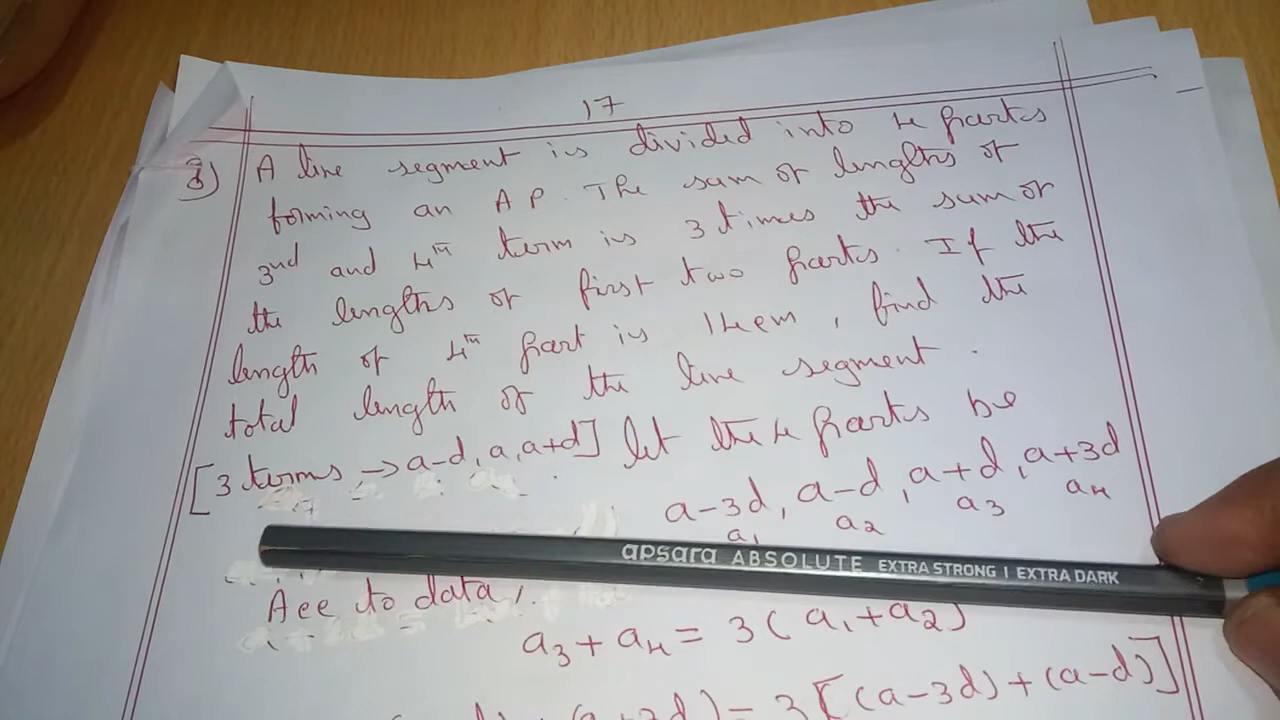 17
8) A line segment is divided into 4 parts
forming an AP. The sum of lengths of
3nd and 4th term is 3 times the sum of
the lengths of first two parts. If the
length of 4th part is 14cm, find the
total length of the line segment.
[3 terms → a-d, a, a+d] let the 4 parts be
a-3d, a-d, a+d, a+3d
a1 a2 a3 a4
apsara ABSOLUTE EXTRA STRONG | EXTRA DARK
Acc to data,
a3 + a4 = 3(a1+a2)
= 3[(a-3d)+(a-d)]